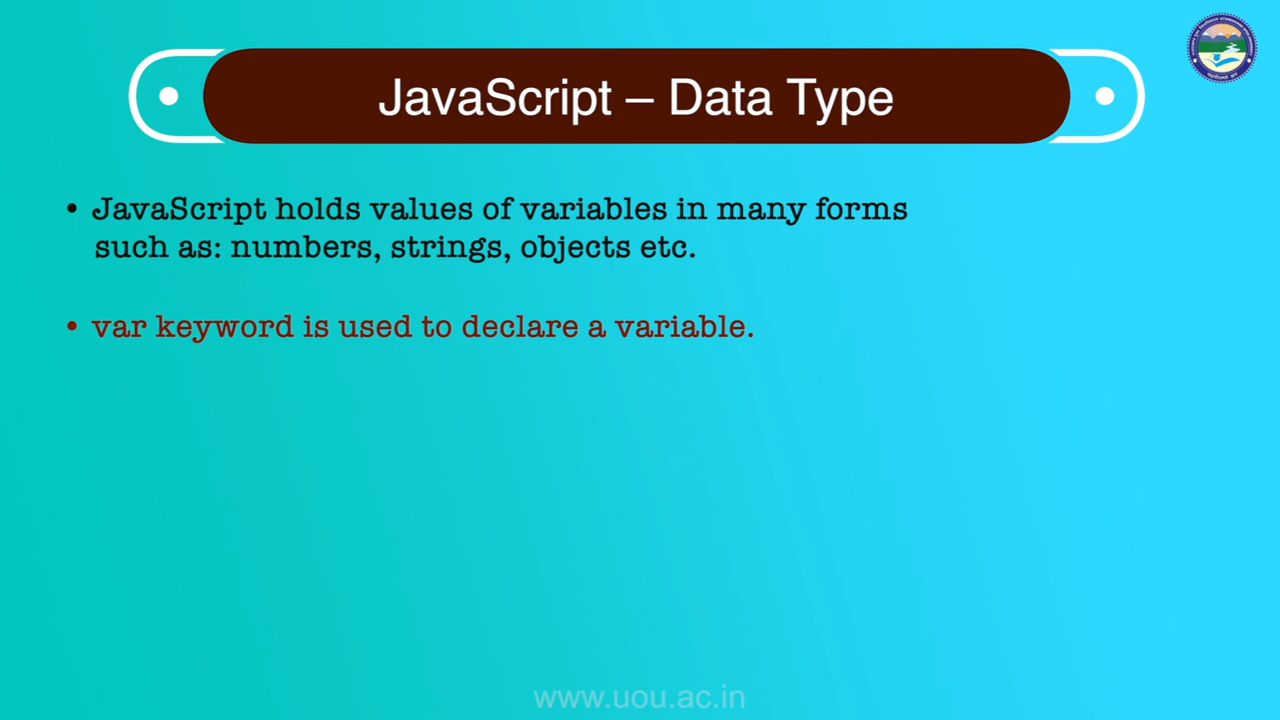 JavaScript – Data Type
• JavaScript holds values of variables in many forms
such as: numbers, strings, objects etc.
• var keyword is used to declare a variable.
www.uou.ac.in